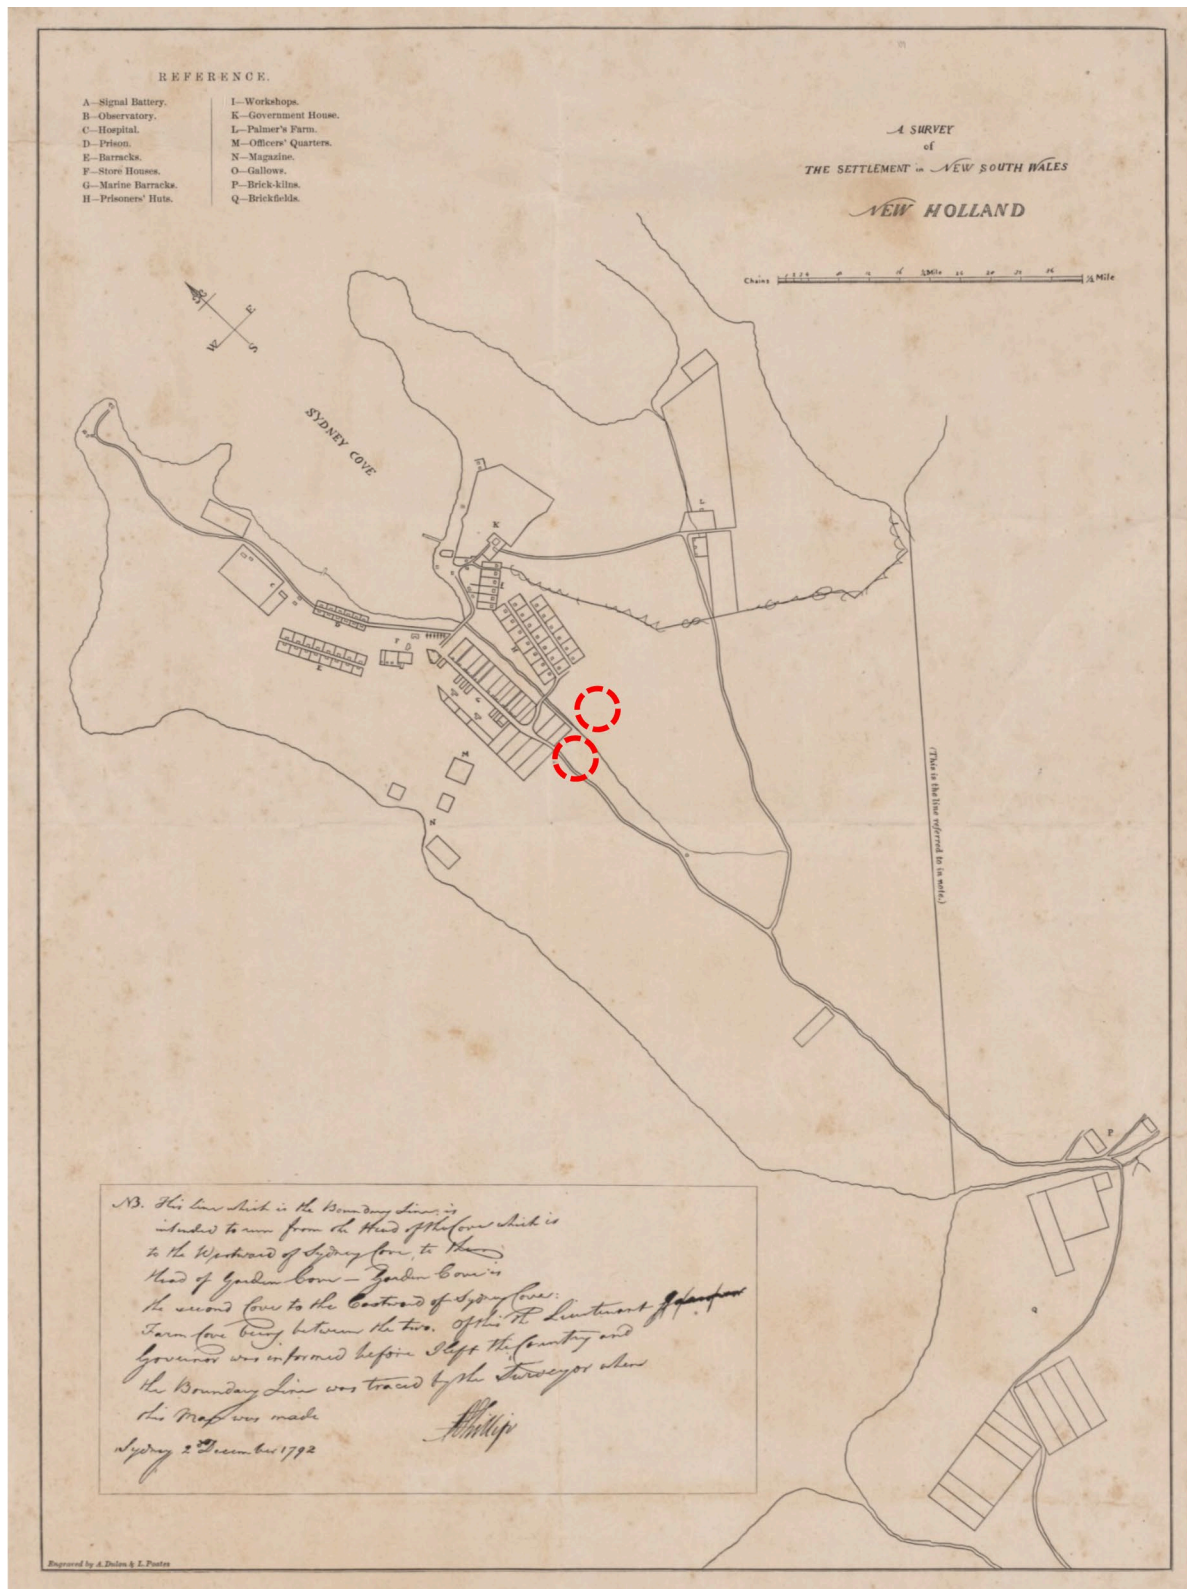 REFERENCE.
A—Signal Battery.
B—Observatory.
C—Hospital.
D—Prison.
E—Barracks.
F—Store Houses.
G—Marine Barracks.
H—Prisoners' Huts.
I—Workshops.
K—Government House.
L—Palmer's Farm.
M—Officers' Quarters.
N—Magazine.
O—Gallows.
P—Brick-kilns.
Q—Brickfields.
A SURVEY
of
THE SETTLEMENT in NEW SOUTH WALES
NEW HOLLAND
Chains
½ Mile
W E S
SYDNEY COVE
K
L
M
N
P
Q
(This is the line referred to in note.)
NB. This line which is the Boundary Line, is
intended to run from the Head of the Cove which is
to the Westward of Sydney Cove, to the
Head of Garden Cove — Garden Cove is
the second Cove to the Eastward of Sydney Cove:
Farm Cove being between the two. Of this the Lieutenant
Governor was informed before I left the Country and
the Boundary Line was traced by the Surveyor when
this Map was made
A Phillip
Sydney 2nd December 1792
Engraved by A. Dulon & L. Poates